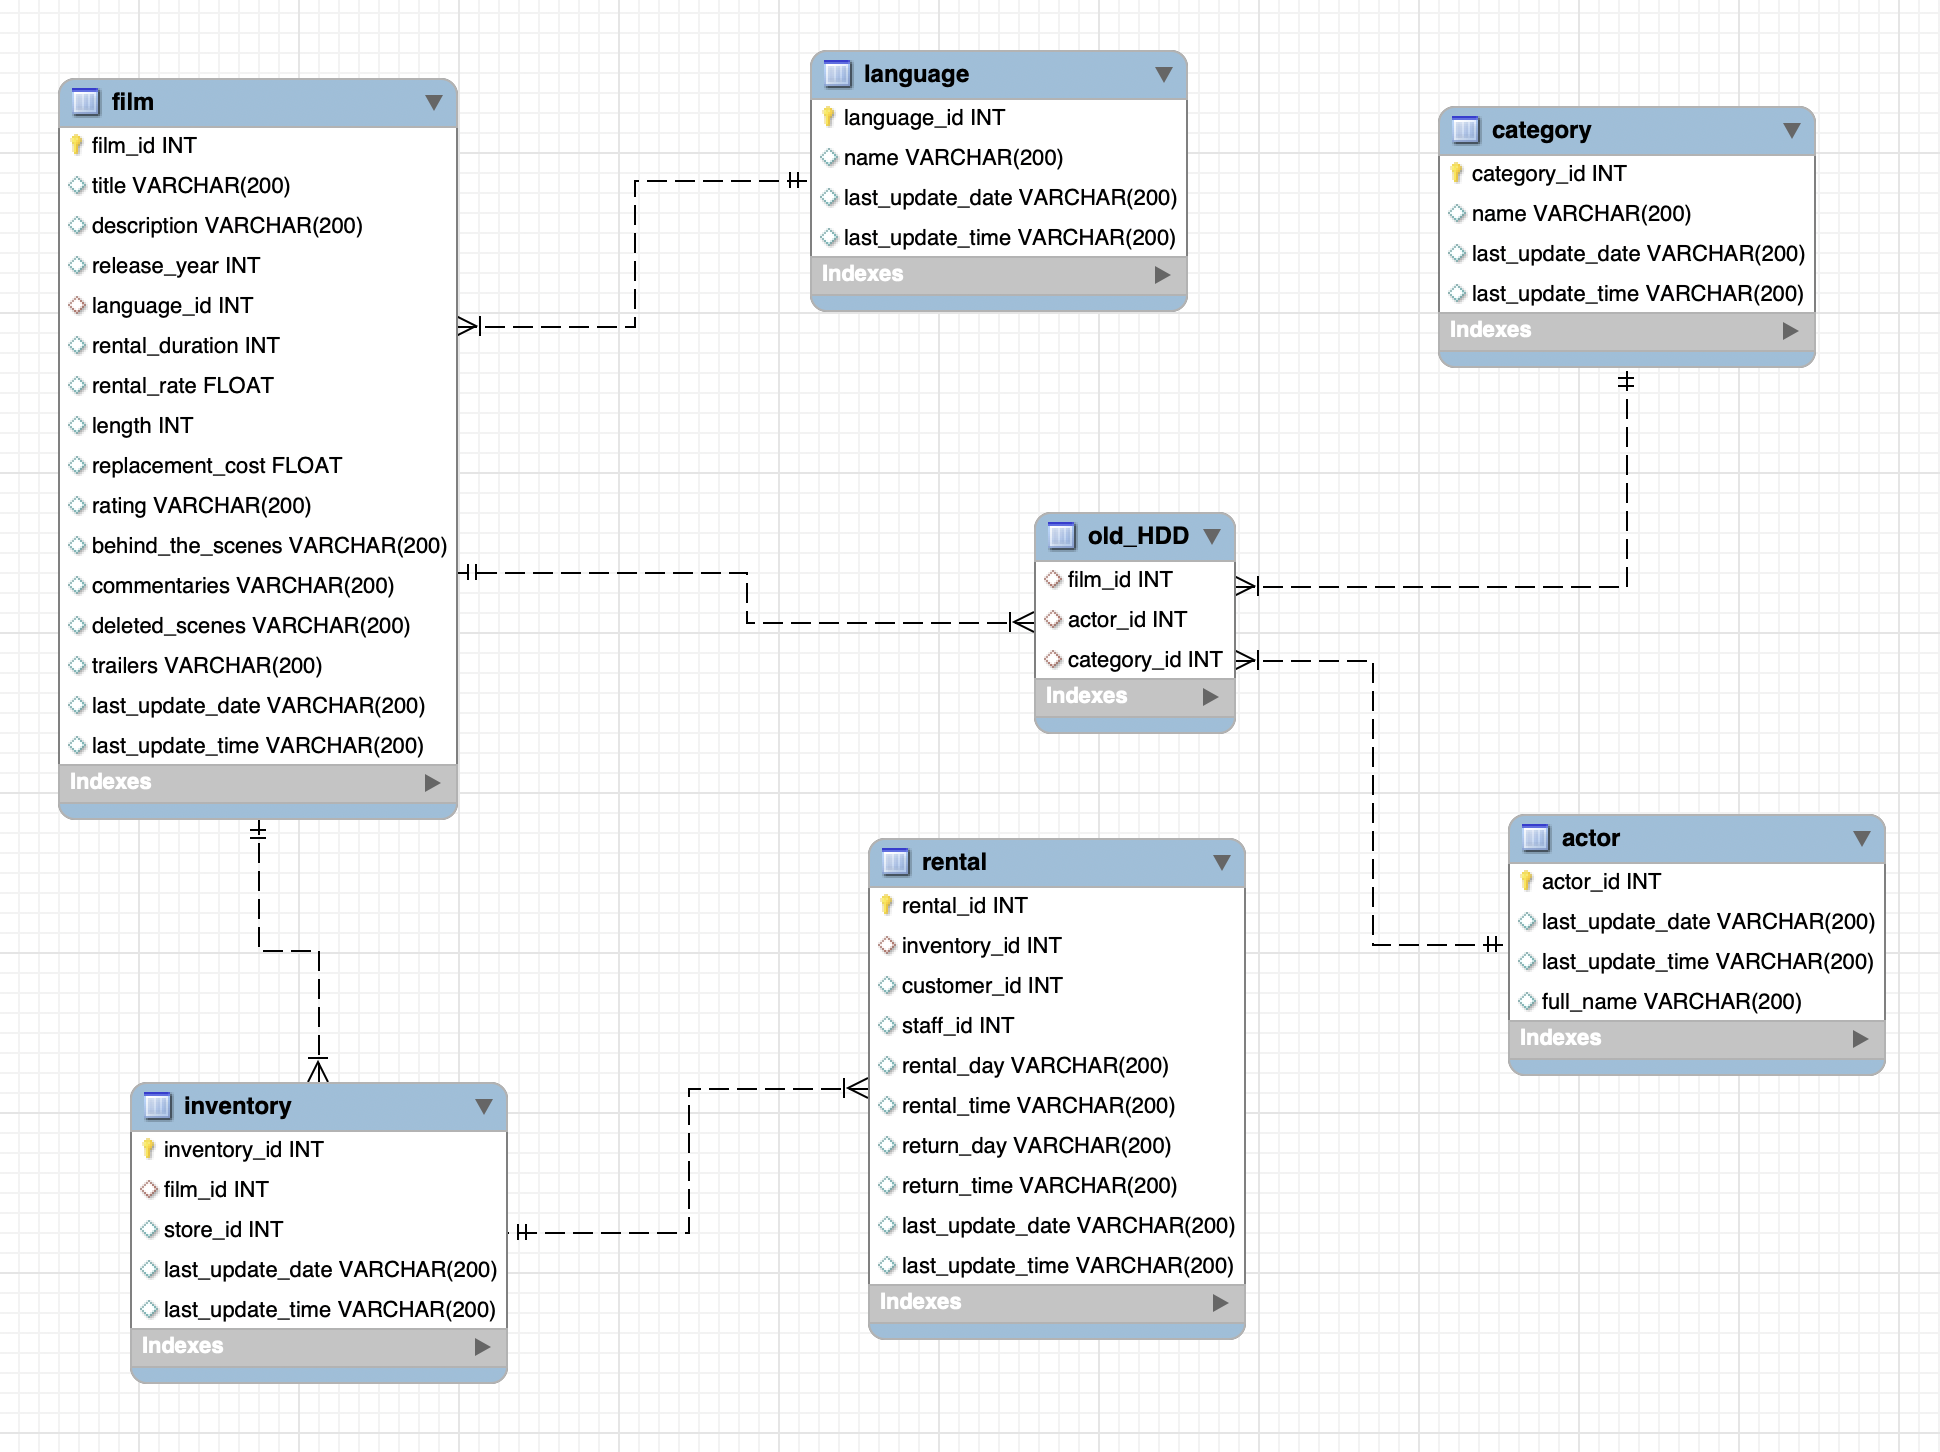 film
film_id INT
title VARCHAR(200)
description VARCHAR(200)
release_year INT
language_id INT
rental_duration INT
rental_rate FLOAT
length INT
replacement_cost FLOAT
rating VARCHAR(200)
behind_the_scenes VARCHAR(200)
commentaries VARCHAR(200)
deleted_scenes VARCHAR(200)
trailers VARCHAR(200)
last_update_date VARCHAR(200)
last_update_time VARCHAR(200)
Indexes
language
language_id INT
name VARCHAR(200)
last_update_date VARCHAR(200)
last_update_time VARCHAR(200)
Indexes
category
category_id INT
name VARCHAR(200)
last_update_date VARCHAR(200)
last_update_time VARCHAR(200)
Indexes
old_HDD
film_id INT
actor_id INT
category_id INT
Indexes
actor
actor_id INT
last_update_date VARCHAR(200)
last_update_time VARCHAR(200)
full_name VARCHAR(200)
Indexes
rental
rental_id INT
inventory_id INT
customer_id INT
staff_id INT
rental_day VARCHAR(200)
rental_time VARCHAR(200)
return_day VARCHAR(200)
return_time VARCHAR(200)
last_update_date VARCHAR(200)
last_update_time VARCHAR(200)
Indexes
inventory
inventory_id INT
film_id INT
store_id INT
last_update_date VARCHAR(200)
last_update_time VARCHAR(200)
Indexes